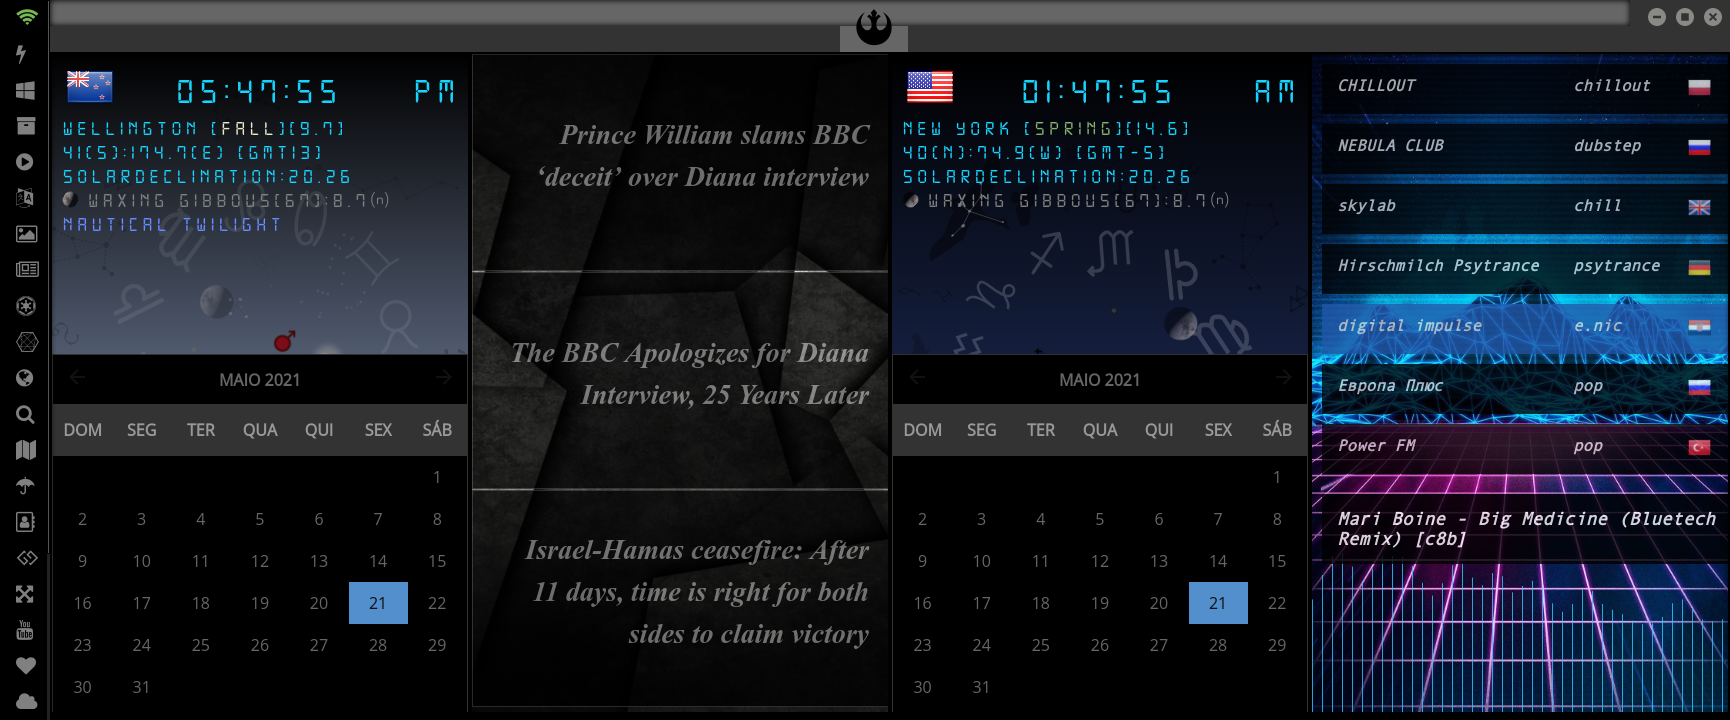 05:47:55 PM
WELLINGTON [FALL][9.7]
41(S):174.7(E) [GMT13]
SOLARDECLINATION:20.26
WAXING GIBBOUS[67]:8.7(n)
NAUTICAL TWILIGHT
MAIO 2021
DOM SEG TER QUA QUI SEX SÁB
1
2 3 4 5 6 7 8
9 10 11 12 13 14 15
16 17 18 19 20 21 22
23 24 25 26 27 28 29
30 31
Prince William slams BBC
‘deceit’ over Diana interview
The BBC Apologizes for Diana
Interview, 25 Years Later
Israel-Hamas ceasefire: After
11 days, time is right for both
sides to claim victory
01:47:55 AM
NEW YORK [SPRING][14.6]
40(N):74.9(W) [GMT-5]
SOLARDECLINATION:20.26
WAXING GIBBOUS[67]:8.7(n)
MAIO 2021
DOM SEG TER QUA QUI SEX SÁB
1
2 3 4 5 6 7 8
9 10 11 12 13 14 15
16 17 18 19 20 21 22
23 24 25 26 27 28 29
30 31
CHILLOUT chillout
NEBULA CLUB dubstep
skylab chill
Hirschmilch Psytrance psytrance
digital impulse e.nic
Европа Плюс pop
Power FM pop
Mari Boine - Big Medicine (Bluetech
Remix) [c8b]
You
Tube